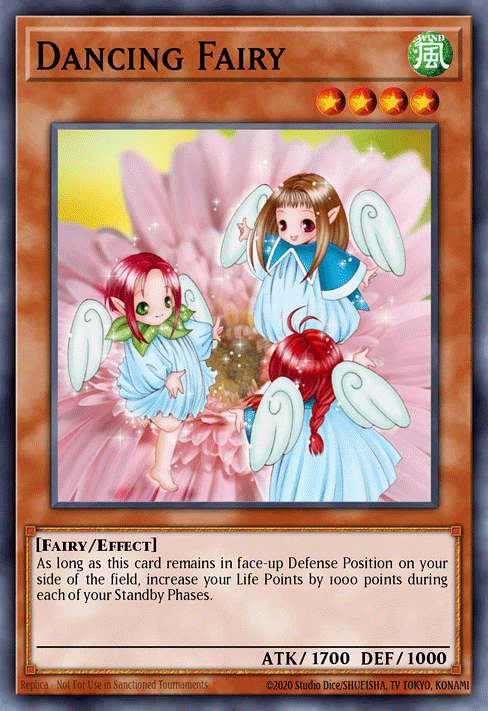 Dancing Fairy
WIND
風
[Fairy/Effect]
As long as this card remains in face-up Defense Position on your
side of the field, increase your Life Points by 1000 points during
each of your Standby Phases.
ATK/ 1700 DEF/ 1000
Replica - Not For Use in Sanctioned Tournaments
©2020 Studio Dice/SHUEISHA, TV TOKYO, KONAMI